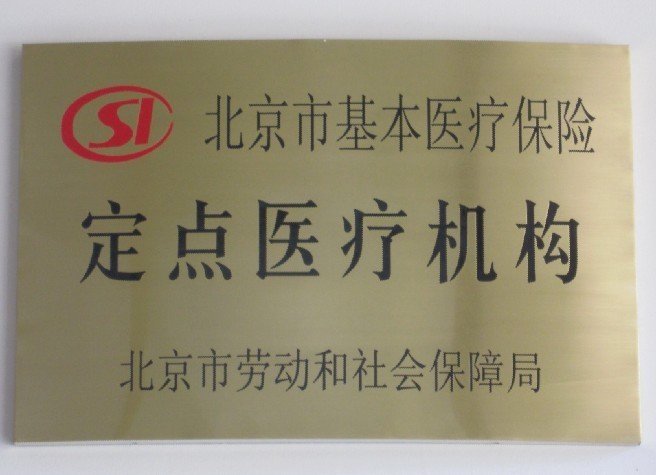 SI 北京市基本医疗保险
定点医疗机构
北京市劳动和社会保障局